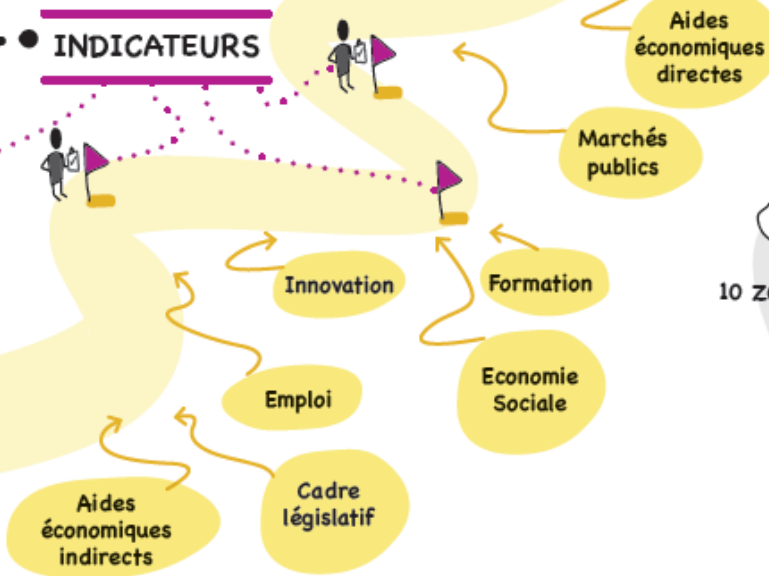 INDICATEURS
Aides
économiques
directes
Marchés
publics
Innovation
Formation
10
Emploi
Economie
Sociale
Aides
économiques
indirects
Cadre
législatif